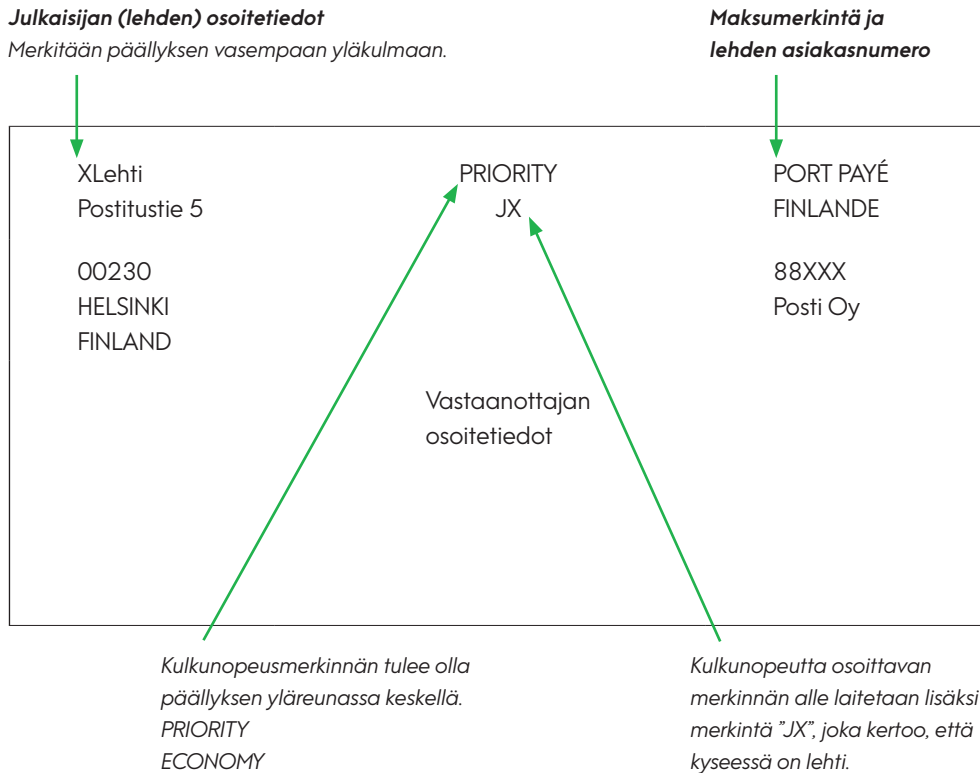 Julkaisijan (lehden) osoitetiedot
Merkitään päällyksen vasempaan yläkulmaan.
Maksumerkintä ja
lehden asiakasnumero
XLehti
Postitustie 5
00230
HELSINKI
FINLAND
PRIORITY
JX
PORT PAYÉ
FINLANDE
88XXX
Posti Oy
Vastaanottajan
osoitetiedot
Kulkunopeusmerkinnän tulee olla
päällyksen yläreunassa keskellä.
PRIORITY
ECONOMY
Kulkunopeutta osoittavan
merkinnän alle laitetaan lisäksi
merkintä ”JX”, joka kertoo, että
kyseessä on lehti.